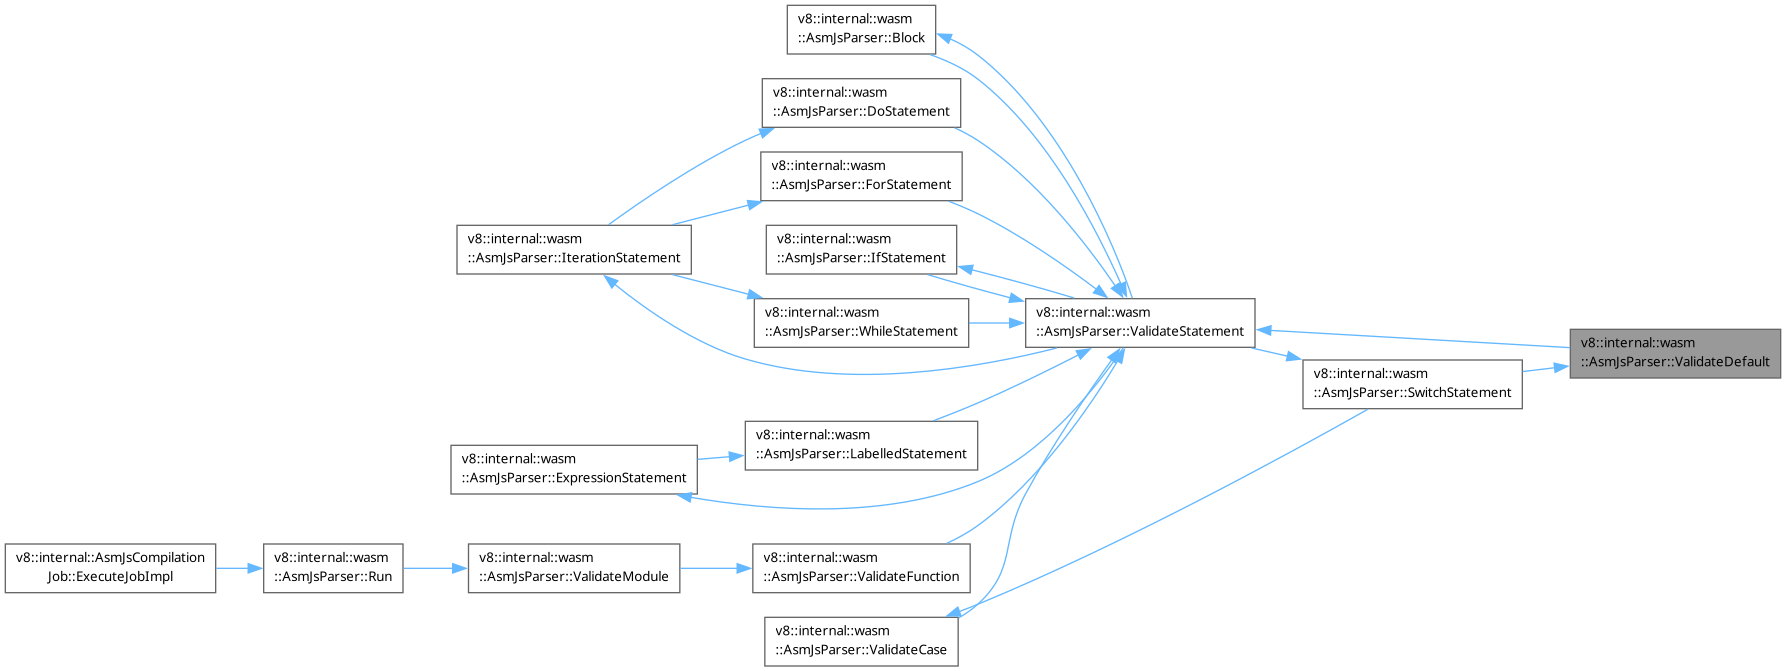 v8::internal::wasm
::AsmJsParser::Block
v8::internal::wasm
::AsmJsParser::DoStatement
v8::internal::wasm
::AsmJsParser::ForStatement
v8::internal::wasm
::AsmJsParser::IterationStatement
v8::internal::wasm
::AsmJsParser::IfStatement
v8::internal::wasm
::AsmJsParser::WhileStatement
v8::internal::wasm
::AsmJsParser::ValidateStatement
v8::internal::wasm
::AsmJsParser::ValidateDefault
v8::internal::wasm
::AsmJsParser::SwitchStatement
v8::internal::wasm
::AsmJsParser::LabelledStatement
v8::internal::wasm
::AsmJsParser::ExpressionStatement
v8::internal::AsmJsCompilation
Job::ExecuteJobImpl
v8::internal::wasm
::AsmJsParser::Run
v8::internal::wasm
::AsmJsParser::ValidateModule
v8::internal::wasm
::AsmJsParser::ValidateFunction
v8::internal::wasm
::AsmJsParser::ValidateCase